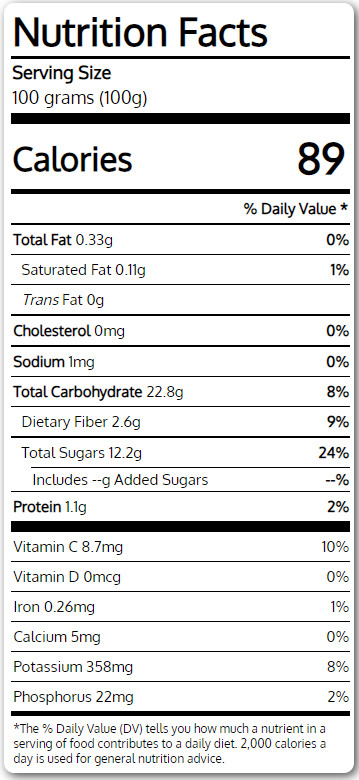 Nutrition Facts
Serving Size
100 grams (100g)
Calories 89
% Daily Value *
Total Fat 0.33g 0%
Saturated Fat 0.11g 1%
Trans Fat 0g
Cholesterol 0mg 0%
Sodium 1mg 0%
Total Carbohydrate 22.8g 8%
Dietary Fiber 2.6g 9%
Total Sugars 12.2g 24%
Includes --g Added Sugars --%
Protein 1.1g 2%
Vitamin C 8.7mg 10%
Vitamin D 0mcg 0%
Iron 0.26mg 1%
Calcium 5mg 0%
Potassium 358mg 8%
Phosphorus 22mg 2%
*The % Daily Value (DV) tells you how much a nutrient in a
serving of food contributes to a daily diet. 2,000 calories a
day is used for general nutrition advice.